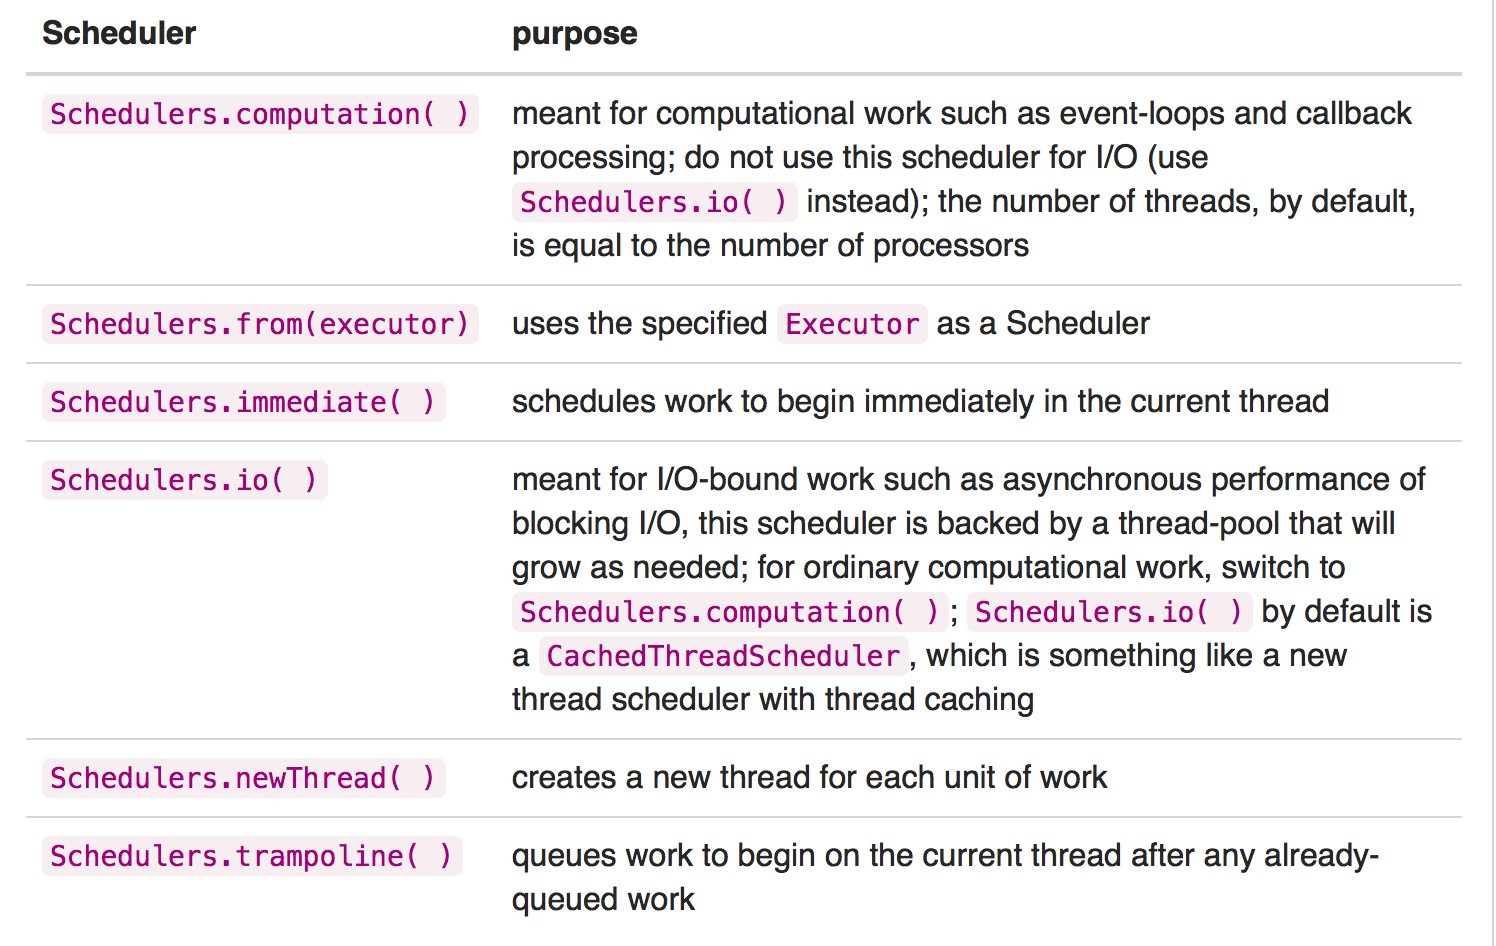 Scheduler purpose
Schedulers.computation( ) meant for computational work such as event-loops and callback
processing; do not use this scheduler for I/O (use
Schedulers.io( ) instead); the number of threads, by default,
is equal to the number of processors
Schedulers.from(executor) uses the specified Executor as a Scheduler
Schedulers.immediate( ) schedules work to begin immediately in the current thread
Schedulers.io( ) meant for I/O-bound work such as asynchronous performance of
blocking I/O, this scheduler is backed by a thread-pool that will
grow as needed; for ordinary computational work, switch to
Schedulers.computation( ); Schedulers.io( ) by default is
a CachedThreadScheduler, which is something like a new
thread scheduler with thread caching
Schedulers.newThread( ) creates a new thread for each unit of work
Schedulers.trampoline( ) queues work to begin on the current thread after any already-
queued work